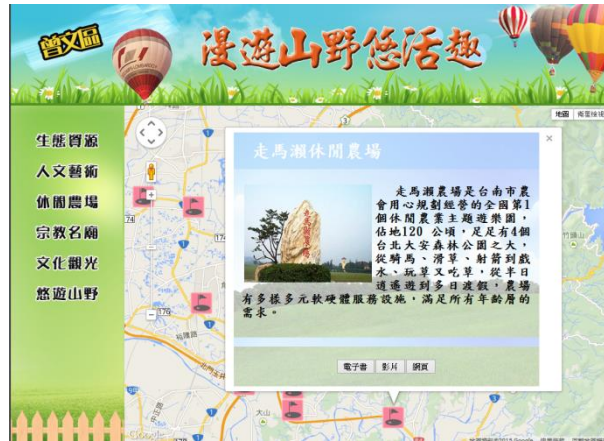 曾文區
漫遊山野悠活趣
地圖
生態資源
人文藝術
休閒農場
宗教名廟
文化觀光
悠遊山野
走馬瀨休閒農場
走馬瀨農場是台南市農
會用心規劃經營的全國第1
個休閒農業主題遊樂園，
佔地120 公頃，足足有4個
台北大安森林公園之大，
從騎馬、滑草、射箭到戲
水、玩草又吃草，從半日
逍遙遊到多日渡假，農場
有多樣多元軟硬體服務設施，滿足所有年齡層的
需求。
電子書
影片
網頁
174
176
大山
Google